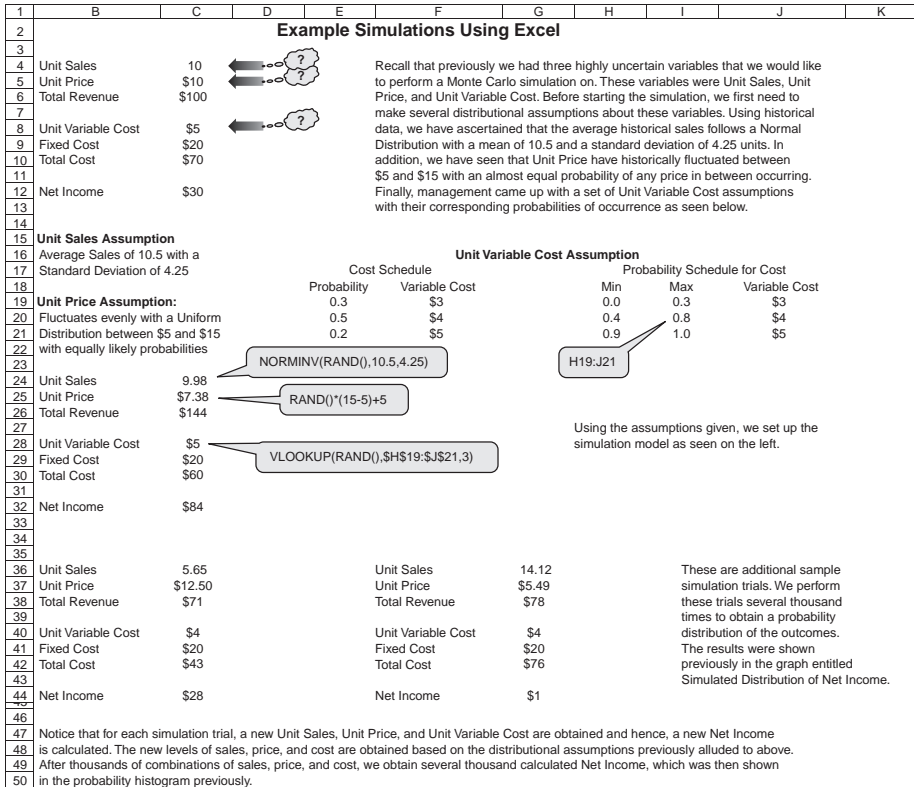 B C D E F G H I J K
1
2 Example Simulations Using Excel
3 ?
4 Unit Sales 10 Recall that previously we had three highly uncertain variables that we would like
? 
5 Unit Price $10 to perform a Monte Carlo simulation on. These variables were Unit Sales, Unit
6 Total Revenue $100 Price, and Unit Variable Cost. Before starting the simulation, we first need to
7 make several distributional assumptions about these variables. Using historical
8 Unit Variable Cost $5 ? data, we have ascertained that the average historical sales follows a Normal
9 Fixed Cost $20 Distribution with a mean of 10.5 and a standard deviation of 4.25 units. In
10 Total Cost $70 addition, we have seen that Unit Price have historically fluctuated between
11 $5 and $15 with an almost equal probability of any price in between occurring.
12 Net Income $30 Finally, management came up with a set of Unit Variable Cost assumptions
13 with their corresponding probabilities of occurrence as seen below.
14
15 Unit Sales Assumption
16 Average Sales of 10.5 with a Unit Variable Cost Assumption
17 Standard Deviation of 4.25 Cost Schedule Probability Schedule for Cost
18 Probability Variable Cost Min Max Variable Cost
19 Unit Price Assumption: 0.3 $3 0.0 0.3 $3
20 Fluctuates evenly with a Uniform 0.5 $4 0.4 0.8 $4
21 Distribution between $5 and $15 0.2 $5 0.9 1.0 $5
22 with equally likely probabilities
23 NORMINV(RAND(),10.5,4.25) H19:J21
24 Unit Sales 9.98
25 Unit Price $7.38 RAND()*(15-5)+5
26 Total Revenue $144
27 Using the assumptions given, we set up the
28 Unit Variable Cost $5 simulation model as seen on the left.
29 Fixed Cost $20 VLOOKUP(RAND(),$H$19:$J$21,3)
30 Total Cost $60
31
32 Net Income $84
33
34
35
36 Unit Sales 5.65 Unit Sales 14.12 These are additional sample
37 Unit Price $12.50 Unit Price $5.49 simulation trials. We perform
38 Total Revenue $71 Total Revenue $78 these trials several thousand
39 times to obtain a probability
40 Unit Variable Cost $4 Unit Variable Cost $4 distribution of the outcomes.
41 Fixed Cost $20 Fixed Cost $20 The results were shown
42 Total Cost $43 Total Cost $76 previously in the graph entitled
43 Simulated Distribution of Net Income.
44 Net Income $28 Net Income $1
45
46
47 Notice that for each simulation trial, a new Unit Sales, Unit Price, and Unit Variable Cost are obtained and hence, a new Net Income
48 is calculated. The new levels of sales, price, and cost are obtained based on the distributional assumptions previously alluded to above.
49 After thousands of combinations of sales, price, and cost, we obtain several thousand calculated Net Income, which was then shown
50 in the probability histogram previously.